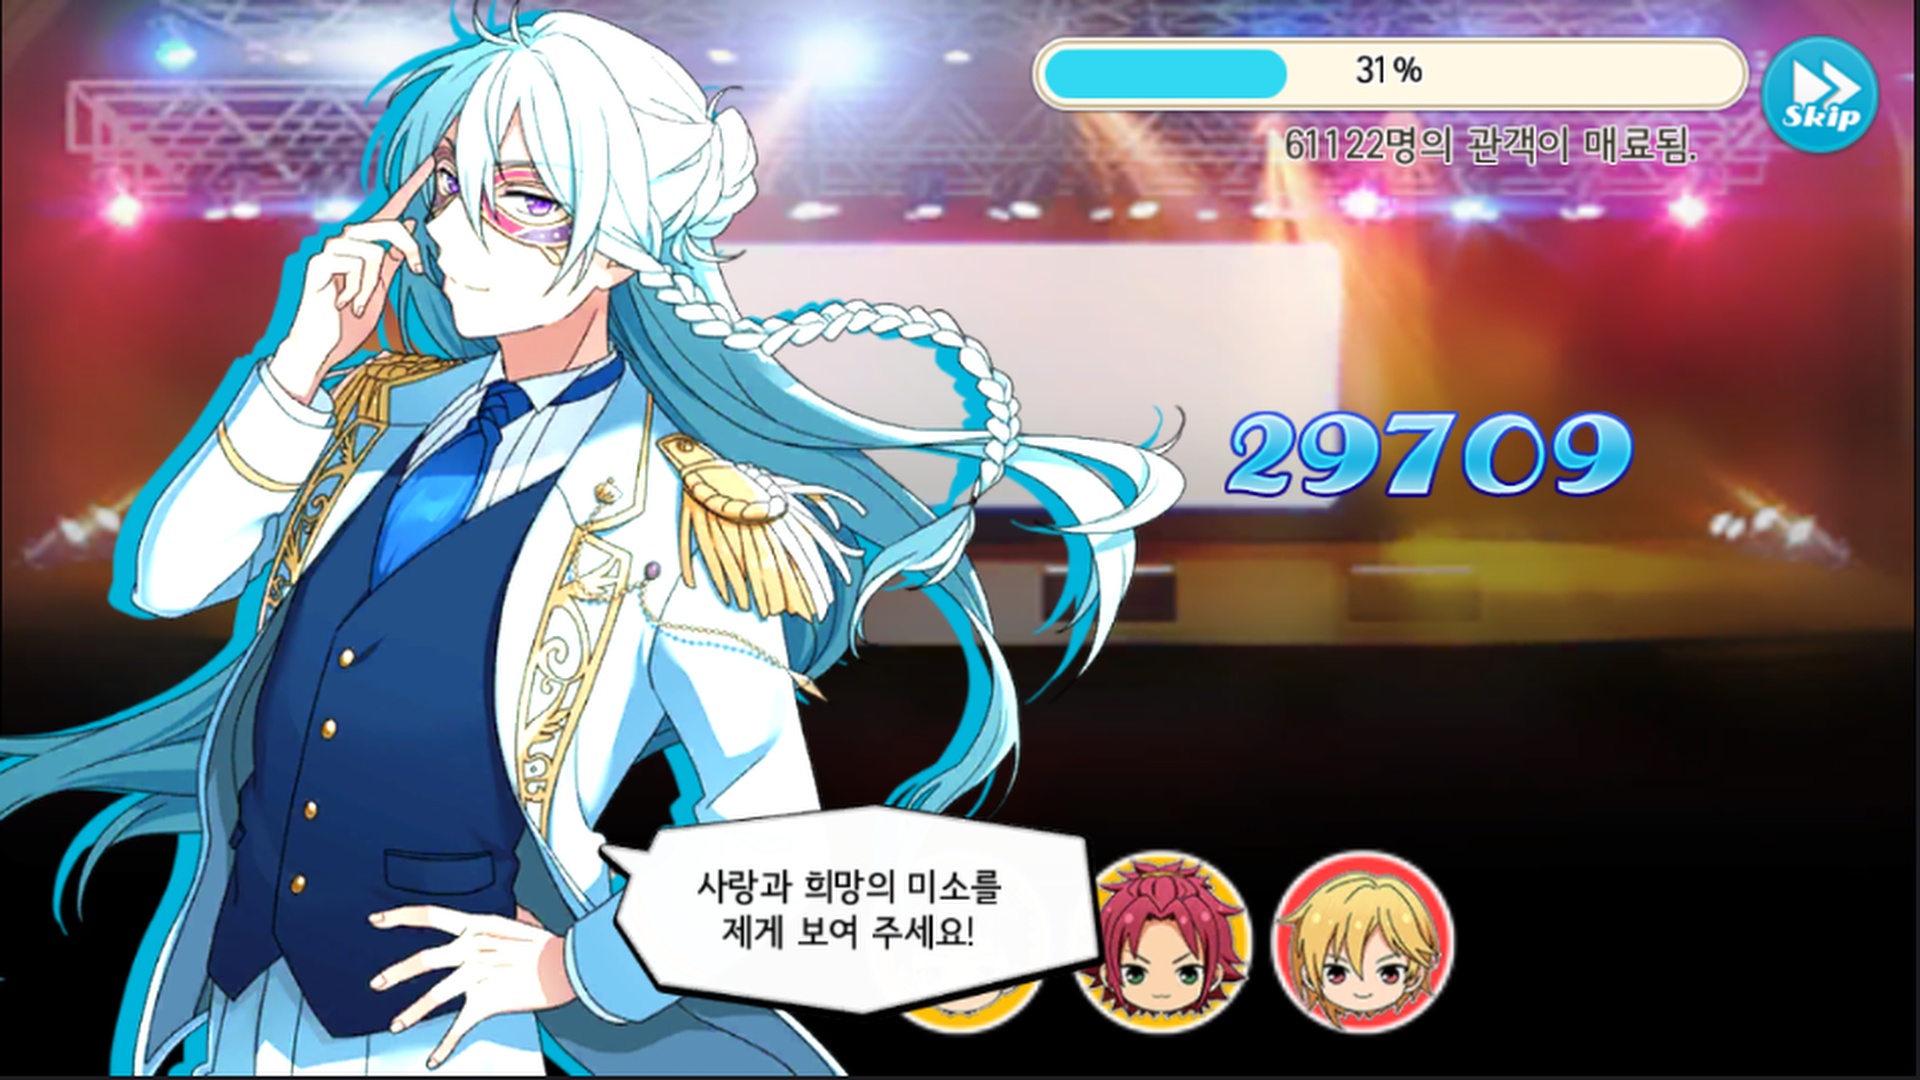 31%
Skip
61122명의 관객이 매료됨.
29709
사랑과 희망의 미소를
제게 보여 주세요!